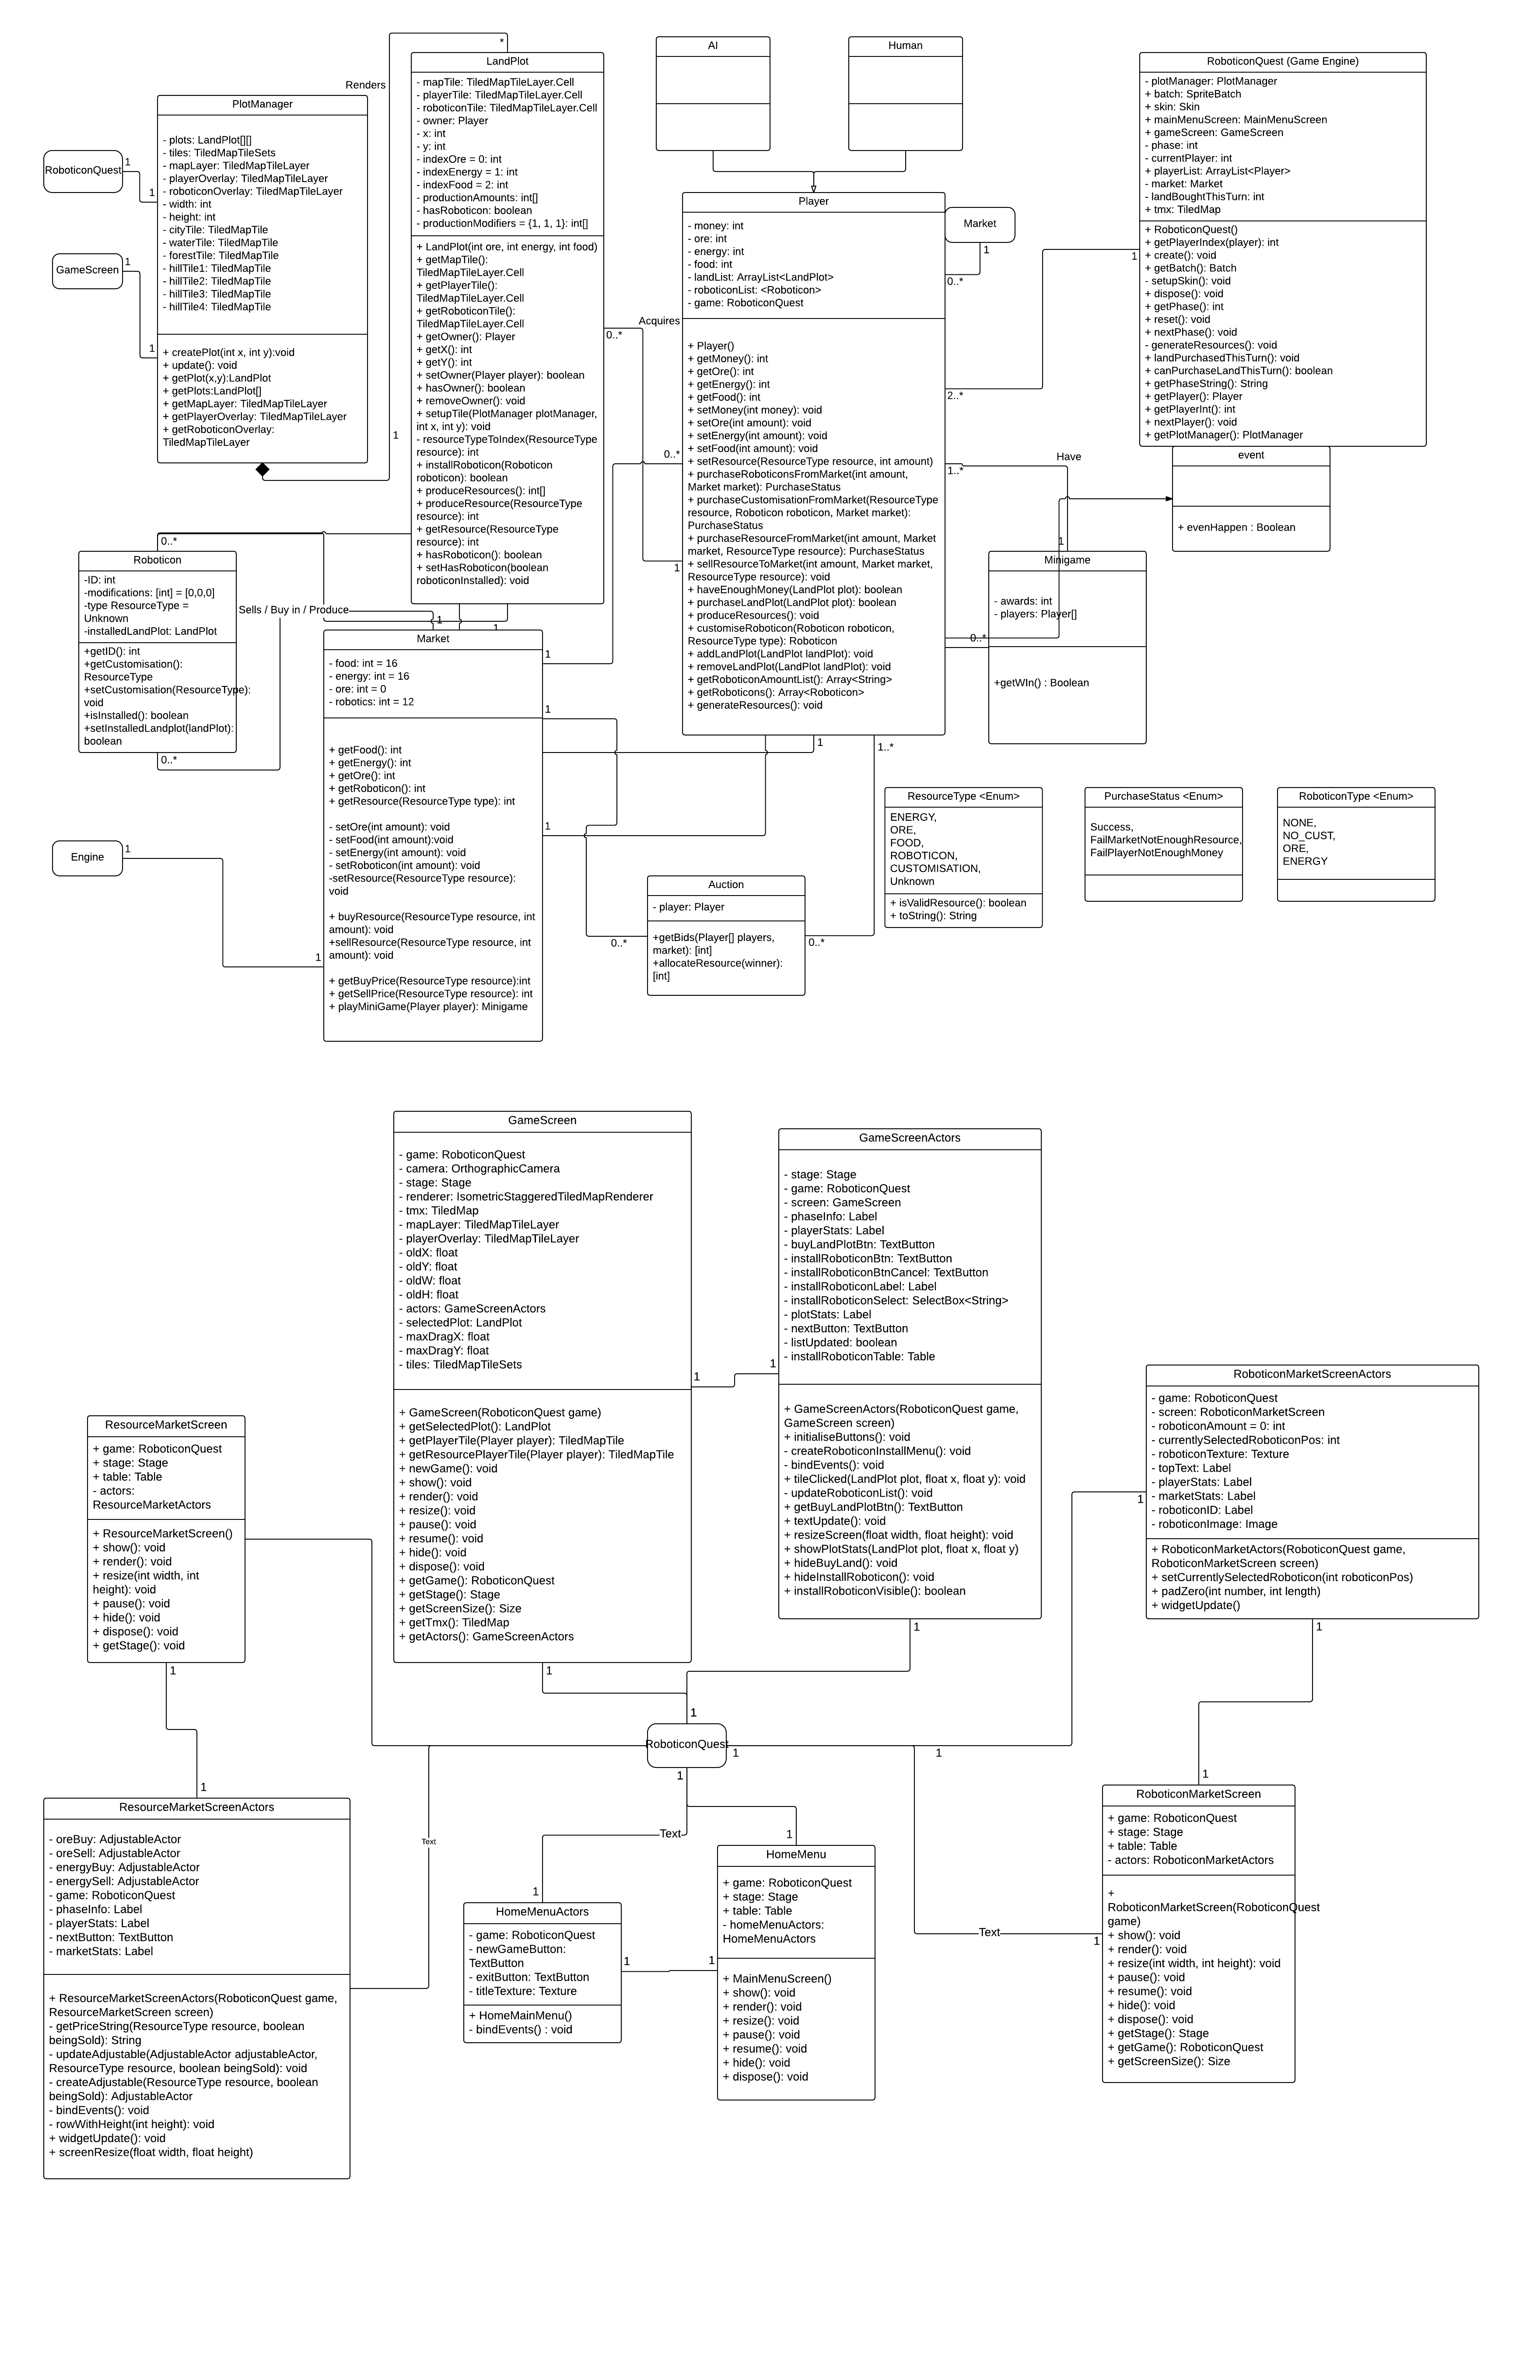 *
LandPlot
- mapTile: TiledMapTileLayer.Cell
- playerTile: TiledMapTileLayer.Cell
- roboticonTile: TiledMapTileLayer.Cell
- owner: Player
- x: int
- y: int
- indexOre = 0: int
- indexEnergy = 1: int
- indexFood = 2: int
- productionAmounts: int[]
- hasRoboticon: boolean
- productionModifiers = {1, 1, 1}: int[]
+ LandPlot(int ore, int energy, int food)
+ getMapTile():
TiledMapTileLayer.Cell
+ getPlayerTile():
TiledMapTileLayer.Cell
+ getRoboticonTile():
TiledMapTileLayer.Cell
+ getOwner(): Player
+ getX(): int
+ getY(): int
+ setOwner(Player player): boolean
+ hasOwner(): boolean
+ removeOwner(): void
+ setupTile(PlotManager plotManager,
int x, int y): void
- resourceTypeToIndex(ResourceType
resource): int
+ installRoboticon(Roboticon
roboticon): boolean
+ produceResources(): int[]
+ produceResource(ResourceType
resource): int
+ getResource(ResourceType
resource): int
+ hasRoboticon(): boolean
+ setHasRoboticon(boolean
roboticonInstalled): void
Renders
1
PlotManager
- plots: LandPlot[][]
- tiles: TiledMapTileSets
- mapLayer: TiledMapTileLayer
- playerOverlay: TiledMapTileLayer
- roboticonOverlay: TiledMapTileLayer
- width: int
- height: int
- cityTile: TiledMapTile
- waterTile: TiledMapTile
- forestTile: TiledMapTile
- hillTile1: TiledMapTile
- hillTile2: TiledMapTile
- hillTile3: TiledMapTile
- hillTile4: TiledMapTile
+ createPlot(int x, int y):void
+ update(): void
+ getPlot(x,y):LandPlot
+ getPlots:LandPlot[]
+ getMapLayer: TiledMapTileLayer
+ getPlayerOverlay: TiledMapTileLayer
+ getRoboticonOverlay:
TiledMapTileLayer
RoboticonQuest
1
1
GameScreen
1
1
AI
Human
Player
- money: int
- ore: int
- energy: int
- food: int
- landList: ArrayList<LandPlot>
- roboticonList: <Roboticon>
- game: RoboticonQuest
+ Player()
+ getMoney(): int
+ getOre(): int
+ getEnergy(): int
+ getFood(): int
+ setMoney(int money): void
+ setOre(int amount): void
+ setEnergy(int amount): void
+ setFood(int amount): void
+ setResource(ResourceType resource, int amount)
+ purchaseRoboticonsFromMarket(int amount,
Market market): PurchaseStatus
+ purchaseCustomisationFromMarket(ResourceType
resource, Roboticon roboticon, Market market):
PurchaseStatus
+ purchaseResourceFromMarket(int amount, Market
market, ResourceType resource): PurchaseStatus
+ sellResourceToMarket(int amount, Market market,
ResourceType resource): void
+ haveEnoughMoney(LandPlot plot): boolean
+ purchaseLandPlot(LandPlot plot): boolean
+ produceResources(): void
+ customiseRoboticon(Roboticon roboticon,
ResourceType type): Roboticon
+ addLandPlot(LandPlot landPlot): void
+ removeLandPlot(LandPlot landPlot): void
+ getRoboticonAmountList(): Array<String>
+ getRoboticons(): Array<Roboticon>
+ generateResources(): void
Acquires
0..*
1
0..*
Market
1
0..*
2..*
1
1..*
Have
1
0..*
RoboticonQuest (Game Engine)
- plotManager: PlotManager
+ batch: SpriteBatch
+ skin: Skin
+ mainMenuScreen: MainMenuScreen
+ gameScreen: GameScreen
- phase: int
- currentPlayer: int
+ playerList: ArrayList<Player>
- market: Market
- landBoughtThisTurn: int
+ tmx: TiledMap
+ RoboticonQuest()
+ getPlayerIndex(player): int
+ create(): void
+ getBatch(): Batch
- setupSkin(): void
+ dispose(): void
+ getPhase(): int
+ reset(): void
+ nextPhase(): void
- generateResources(): void
+ landPurchasedThisTurn(): void
+ canPurchaseLandThisTurn(): boolean
+ getPhaseString(): String
+ getPlayer(): Player
+ getPlayerInt(): int
+ nextPlayer(): void
+ getPlotManager(): PlotManager
event
+ evenHappen : Boolean
Minigame
- awards: int
- players: Player[]
+getWIn() : Boolean
0..*
Roboticon
-ID: int
-modifications: [int] = [0,0,0]
-type ResourceType =
Unknown
-installedLandPlot: LandPlot
+getID(): int
+getCustomisation():
ResourceType
+setCustomisation(ResourceType):
void
+isInstalled(): boolean
+setInstalledLandplot(landPlot):
boolean
0..*
Sells / Buy in / Produce
1
1
Market
- food: int = 16
- energy: int = 16
- ore: int = 0
- robotics: int = 12
+ getFood(): int
+ getEnergy(): int
+ getOre(): int
+ getRoboticon(): int
+ getResource(ResourceType type): int
- setOre(int amount): void
- setFood(int amount):void
- setEnergy(int amount): void
- setRoboticon(int amount): void
-setResource(ResourceType resource):
void
+ buyResource(ResourceType resource, int
amount): void
+sellResource(ResourceType resource, int
amount): void
+ getBuyPrice(ResourceType resource):int
+ getSellPrice(ResourceType resource): int
+ playMiniGame(Player player): Minigame
1
1
1
1
1..*
Engine
1
1
Auction
- player: Player
+getBids(Player[] players,
market): [int]
+allocateResource(winner):
[int]
0..*
0..*
ResourceType <Enum>
ENERGY,
ORE,
FOOD,
ROBOTICON,
CUSTOMISATION,
Unknown
+ isValidResource(): boolean
+ toString(): String
PurchaseStatus <Enum>
Success,
FailMarketNotEnoughResource,
FailPlayerNotEnoughMoney
RoboticonType <Enum>
NONE,
NO_CUST,
ORE,
ENERGY
GameScreen
- game: RoboticonQuest
- camera: OrthographicCamera
- stage: Stage
- renderer: IsometricStaggeredTiledMapRenderer
- tmx: TiledMap
- mapLayer: TiledMapTileLayer
- playerOverlay: TiledMapTileLayer
- oldX: float
- oldY: float
- oldW: float
- oldH: float
- actors: GameScreenActors
- selectedPlot: LandPlot
- maxDragX: float
- maxDragY: float
- tiles: TiledMapTileSets
+ GameScreen(RoboticonQuest game)
+ getSelectedPlot(): LandPlot
+ getPlayerTile(Player player): TiledMapTile
+ getResourcePlayerTile(Player player): TiledMapTile
+ newGame(): void
+ show(): void
+ render(): void
+ resize(): void
+ pause(): void
+ resume(): void
+ hide(): void
+ dispose(): void
+ getGame(): RoboticonQuest
+ getStage(): Stage
+ getScreenSize(): Size
+ getTmx(): TiledMap
+ getActors(): GameScreenActors
1
1
1
GameScreenActors
- stage: Stage
- game: RoboticonQuest
- screen: GameScreen
- phaseInfo: Label
- playerStats: Label
- buyLandPlotBtn: TextButton
- installRoboticonBtn: TextButton
- installRoboticonBtnCancel: TextButton
- installRoboticonLabel: Label
- installRoboticonSelect: SelectBox<String>
- plotStats: Label
- nextButton: TextButton
- listUpdated: boolean
- installRoboticonTable: Table
+ GameScreenActors(RoboticonQuest game,
GameScreen screen)
+ initialiseButtons(): void
- createRoboticonInstallMenu(): void
- bindEvents(): void
+ tileClicked(LandPlot plot, float x, float y): void
- updateRoboticonList(): void
+ getBuyLandPlotBtn(): TextButton
+ textUpdate(): void
+ resizeScreen(float width, float height): void
+ showPlotStats(LandPlot plot, float x, float y)
+ hideBuyLand(): void
+ hideInstallRoboticon(): void
+ installRoboticonVisible(): boolean
1
RoboticonMarketScreenActors
- game: RoboticonQuest
- screen: RoboticonMarketScreen
- roboticonAmount = 0: int
- currentlySelectedRoboticonPos: int
- roboticonTexture: Texture
- topText: Label
- playerStats: Label
- marketStats: Label
- roboticonID: Label
- roboticonImage: Image
+ RoboticonMarketActors(RoboticonQuest game,
RoboticonMarketScreen screen)
+ setCurrentlySelectedRoboticon(int roboticonPos)
+ padZero(int number, int length)
+ widgetUpdate()
1
1
ResourceMarketScreen
+ game: RoboticonQuest
+ stage: Stage
+ table: Table
- actors:
ResourceMarketActors
+ ResourceMarketScreen()
+ show(): void
+ render(): void
+ resize(int width, int
height): void
+ pause(): void
+ hide(): void
+ dispose(): void
+ getStage(): void
1
1
RoboticonQuest
1
1
1
1
ResourceMarketScreenActors
- oreBuy: AdjustableActor
- oreSell: AdjustableActor
- energyBuy: AdjustableActor
- energySell: AdjustableActor
- game: RoboticonQuest
- phaseInfo: Label
- playerStats: Label
- nextButton: TextButton
- marketStats: Label
+ ResourceMarketScreenActors(RoboticonQuest game,
ResourceMarketScreen screen)
- getPriceString(ResourceType resource, boolean
beingSold): String
- updateAdjustable(AdjustableActor adjustableActor,
ResourceType resource, boolean beingSold): void
- createAdjustable(ResourceType resource, boolean
beingSold): AdjustableActor
- bindEvents(): void
- rowWithHeight(int height): void
+ widgetUpdate(): void
+ screenResize(float width, float height)
Text
Text
1
HomeMenuActors
- game: RoboticonQuest
- newGameButton:
TextButton
- exitButton: TextButton
- titleTexture: Texture
+ HomeMainMenu()
- bindEvents() : void
1
1
1
HomeMenu
+ game: RoboticonQuest
+ stage: Stage
+ table: Table
- homeMenuActors:
HomeMenuActors
+ MainMenuScreen()
+ show(): void
+ render(): void
+ resize(): void
+ pause(): void
+ resume(): void
+ hide(): void
+ dispose(): void
Text
1
1
RoboticonMarketScreen
+ game: RoboticonQuest
+ stage: Stage
+ table: Table
- actors: RoboticonMarketActors
+
RoboticonMarketScreen(RoboticonQuest
game)
+ show(): void
+ render(): void
+ resize(int width, int height): void
+ pause(): void
+ resume(): void
+ hide(): void
+ dispose(): void
+ getStage(): Stage
+ getGame(): RoboticonQuest
+ getScreenSize(): Size